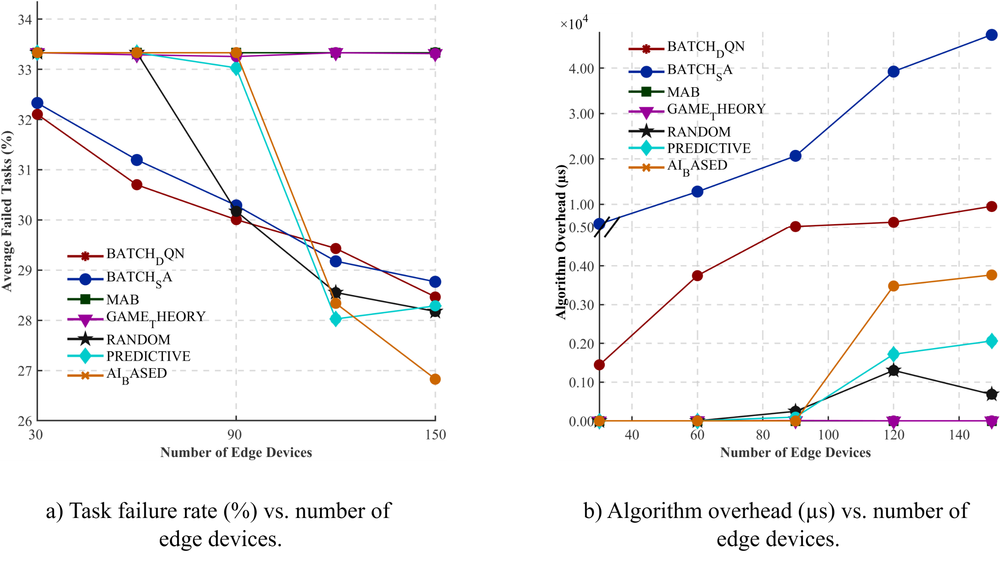 34
33
32
31
30
29
28
27
26
Average Failed Tasks (%)
BATCH_DQN
BATCH_SA
MAB
GAME_THEORY
RANDOM
PREDICTIVE
AI_BASED
30 90 150
Number of Edge Devices
×10^4
4.00
3.00
2.00
1.00
0.50
0.40
0.30
0.20
0.10
0.00
Algorithm Overhead (µs)
BATCH_DQN
BATCH_SA
MAB
GAME_THEORY
RANDOM
PREDICTIVE
AI_BASED
40 60 80 100 120 140
Number of Edge Devices
a) Task failure rate (%) vs. number of
edge devices.
b) Algorithm overhead (µs) vs. number of
edge devices.